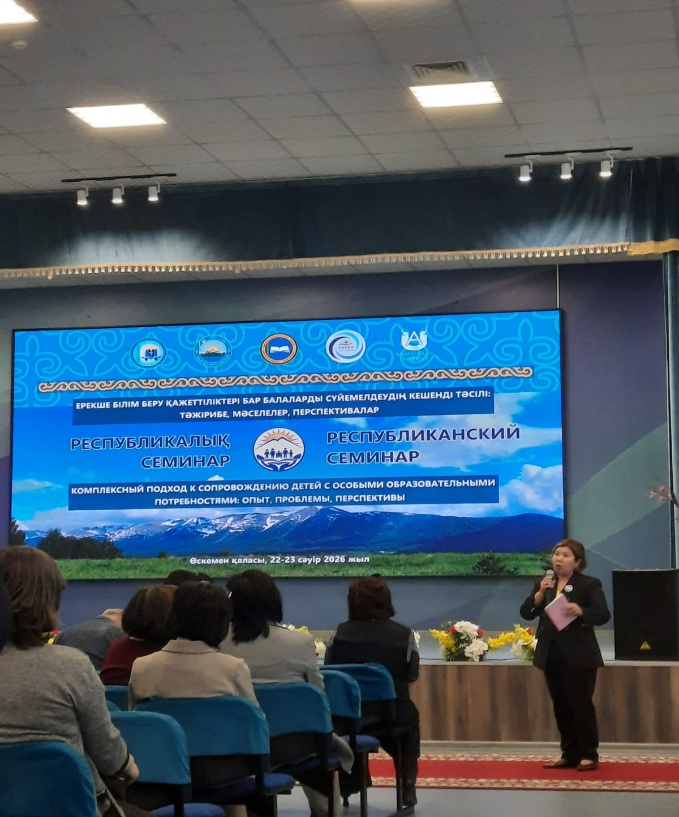 ЕРЕКШЕ БІЛІМ БЕРУ ҚАЖЕТТІЛІКТЕРІ БАР БАЛАЛАРДЫ СҮЙЕМЕЛДЕУДІҢ КЕШЕНДІ ТӘСІЛІ:
ТӘЖІРИБЕ, МӘСЕЛЕЛЕР, ПЕРСПЕКТИВАЛАР
РЕСПУБЛИКАЛЫҚ
СЕМИНАР
РЕСПУБЛИКАНСКИЙ
СЕМИНАР
КОМПЛЕКСНЫЙ ПОДХОД К СОПРОВОЖДЕНИЮ ДЕТЕЙ С ОСОБЫМИ ОБРАЗОВАТЕЛЬНЫМИ
ПОТРЕБНОСТЯМИ: ОПЫТ, ПРОБЛЕМЫ, ПЕРСПЕКТИВЫ
Өскемен қаласы, 22-23 сәуір 2026 жыл